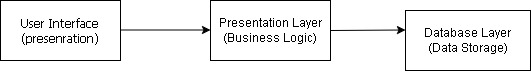 User Interface
(presenration)
Presentation Layer
(Business Logic)
Database Layer
(Data Storage)